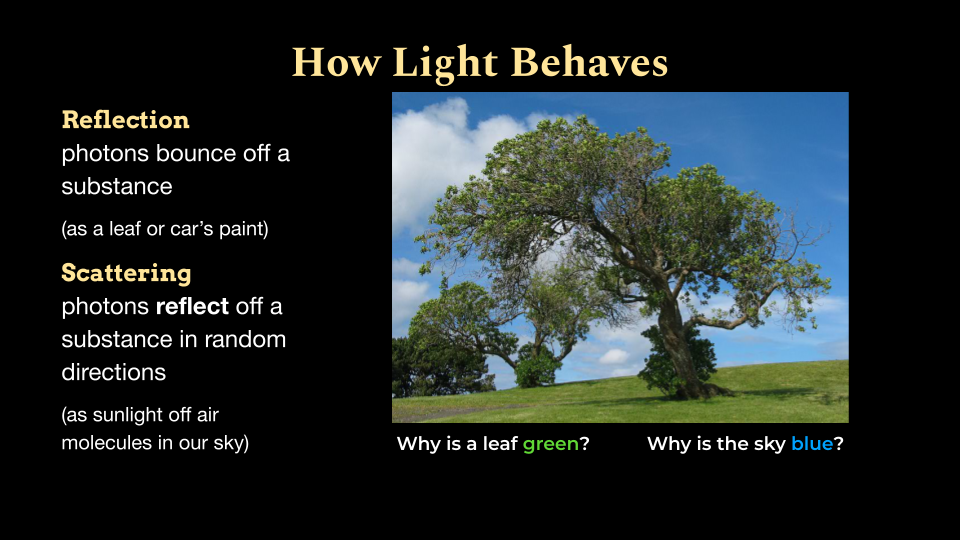 How Light Behaves
Reflection
photons bounce off a
substance
(as a leaf or car’s paint)
Scattering
photons reflect off a
substance in random
directions
(as sunlight off air
molecules in our sky)
Why is a leaf green?
Why is the sky blue?